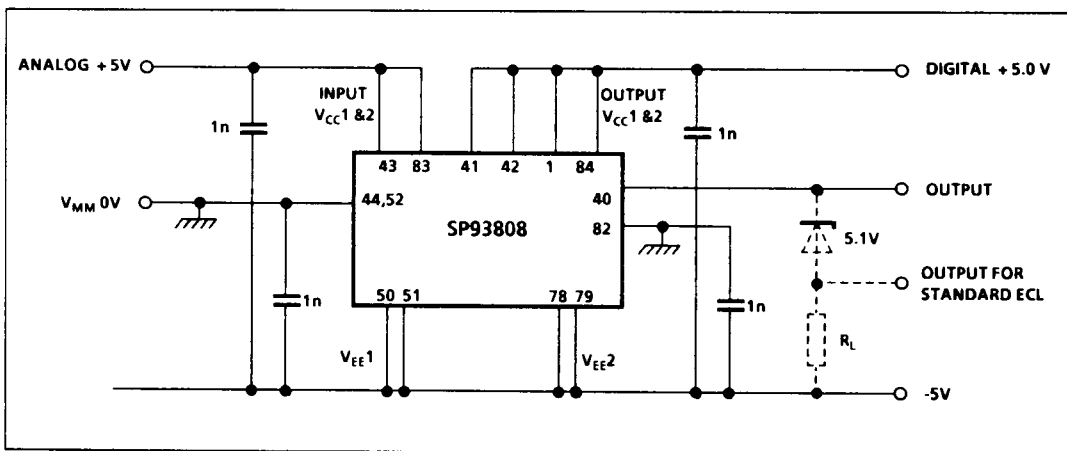 ANALOG +5V
INPUT
VCC1 &2
OUTPUT
VCC1 &2
DIGITAL +5.0 V
1n
1n
43 83 41 42 1 84
VMM 0V
44,52
40
OUTPUT
SP93808
82
5.1V
1n
50 51 78 79
1n
OUTPUT FOR
STANDARD ECL
VEE1
VEE2
RL
-5V